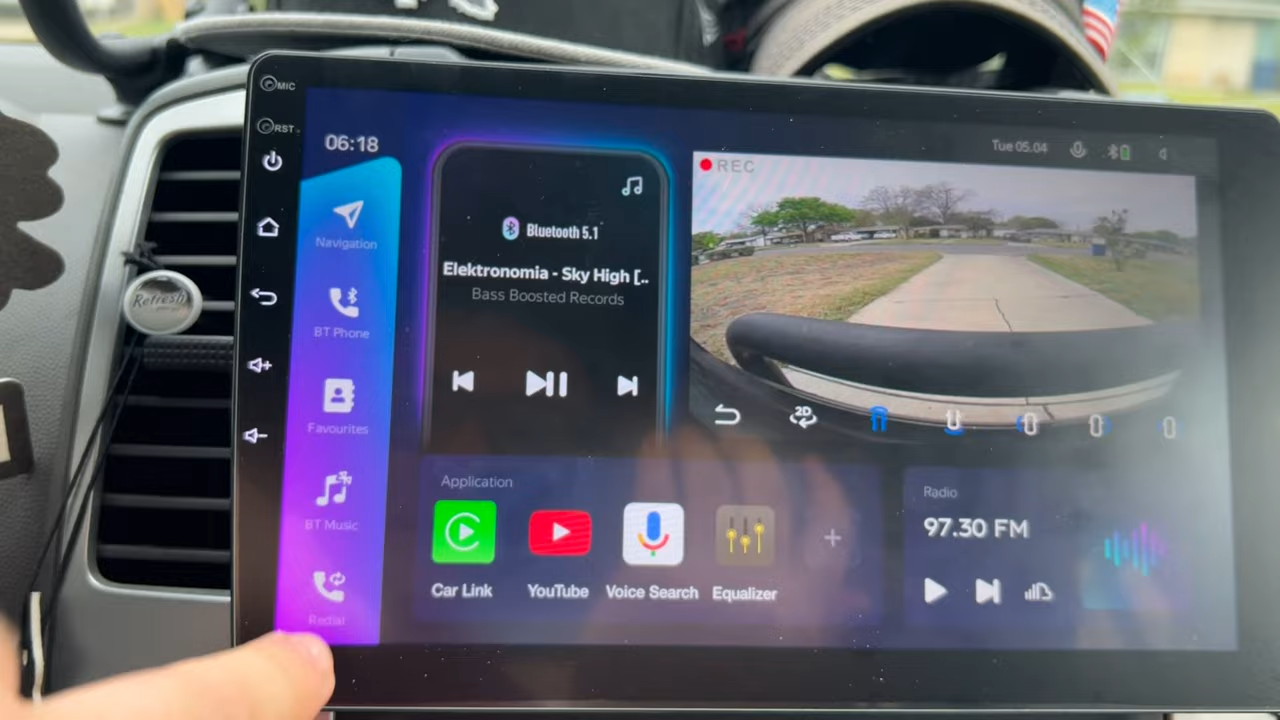 MIC
RST
06:18
Tue 05.04
Navigation
BT Phone
Favourites
BT Music
Redial
Bluetooth 5.1
Elektronomia - Sky High [..
Bass Boosted Records
REC
2D
Application
Car Link
YouTube
Voice Search
Equalizer
+
Radio
97.30 FM
Refresh